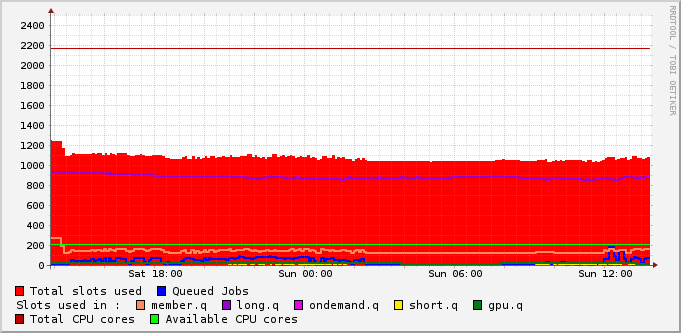 RRDTOOL / TOBI OETIKER
2400
2200
2000
1800
1600
1400
1200
1000
800
600
400
200
0
Sat 18:00 Sun 00:00 Sun 06:00 Sun 12:00
Total slots used Queued Jobs
Slots used in : member.q long.q ondemand.q short.q gpu.q
Total CPU cores Available CPU cores